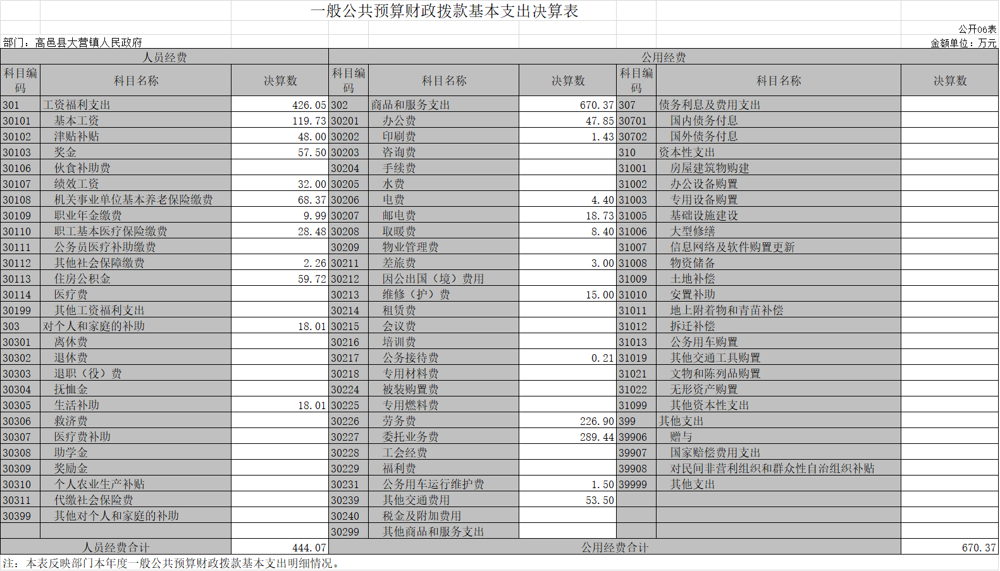 一般公共预算财政拨款基本支出决算表
公开06表
部门：高邑县大营镇人民政府 金额单位：万元
人员经费 公用经费
科目编码 科目名称 决算数 科目编码 科目名称 决算数 科目编码 科目名称 决算数
301 工资福利支出 426.05 302 商品和服务支出 670.37 307 债务利息及费用支出
30101 基本工资 119.73 30201 办公费 47.85 30701 国内债务付息
30102 津贴补贴 48.00 30202 印刷费 1.43 30702 国外债务付息
30103 奖金 57.50 30203 咨询费 310 资本性支出
30106 伙食补助费 30204 手续费 31001 房屋建筑物购建
30107 绩效工资 32.00 30205 水费 31002 办公设备购置
30108 机关事业单位基本养老保险缴费 68.37 30206 电费 4.40 31003 专用设备购置
30109 职业年金缴费 9.99 30207 邮电费 18.73 31005 基础设施建设
30110 职工基本医疗保险缴费 28.48 30208 取暖费 8.40 31006 大型修缮
30111 公务员医疗补助缴费 30209 物业管理费 31007 信息网络及软件购置更新
30112 其他社会保障缴费 2.26 30211 差旅费 3.00 31008 物资储备
30113 住房公积金 59.72 30212 因公出国（境）费用 31009 土地补偿
30114 医疗费 30213 维修（护）费 15.00 31010 安置补助
30199 其他工资福利支出 30214 租赁费 31011 地上附着物和青苗补偿
303 对个人和家庭的补助 18.01 30215 会议费 31012 拆迁补偿
30301 离休费 30216 培训费 31013 公务用车购置
30302 退休费 30217 公务接待费 0.21 31019 其他交通工具购置
30303 退职（役）费 30218 专用材料费 31021 文物和陈列品购置
30304 抚恤金 30224 被装购置费 31022 无形资产购置
30305 生活补助 18.01 30225 专用燃料费 31099 其他资本性支出
30306 救济费 30226 劳务费 226.90 399 其他支出
30307 医疗费补助 30227 委托业务费 289.44 39906 赠与
30308 助学金 30228 工会经费 39907 国家赔偿费用支出
30309 奖励金 30229 福利费 39908 对民间非营利组织和群众性自治组织补贴
30310 个人农业生产补贴 30231 公务用车运行维护费 1.50 39999 其他支出
30311 代缴社会保险费 30239 其他交通费用 53.50
30399 其他对个人和家庭的补助 30240 税金及附加费用
30299 其他商品和服务支出
人员经费合计 444.07 公用经费合计 670.37
注：本表反映部门本年度一般公共预算财政拨款基本支出明细情况。